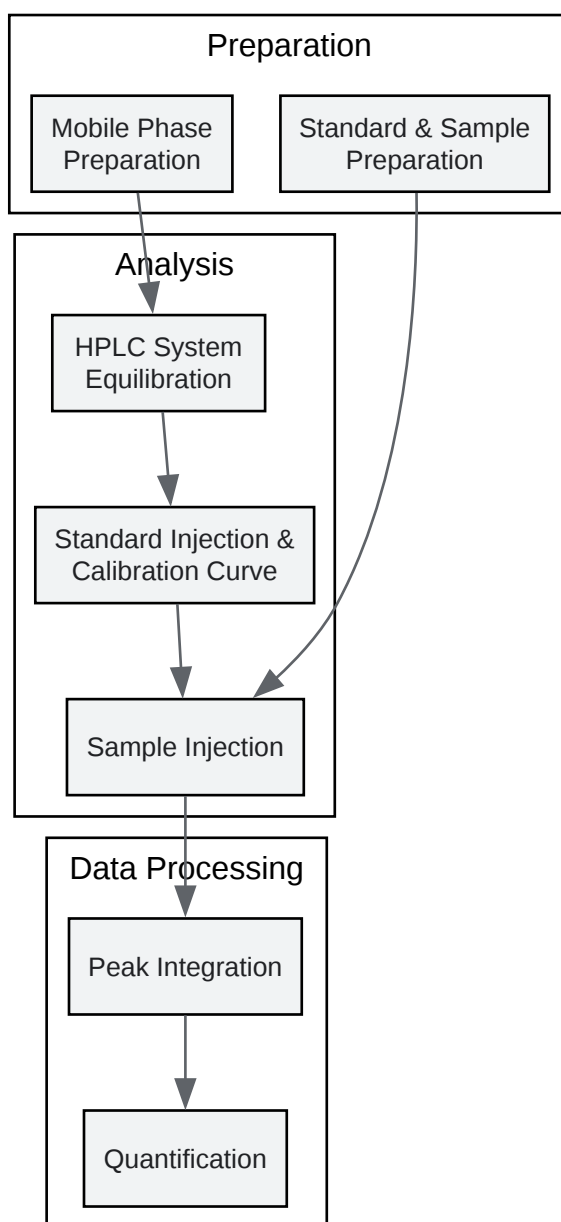 Preparation
Mobile Phase
Preparation
Standard & Sample
Preparation
Analysis
HPLC System
Equilibration
Standard Injection &
Calibration Curve
Sample Injection
Data Processing
Peak Integration
Quantification